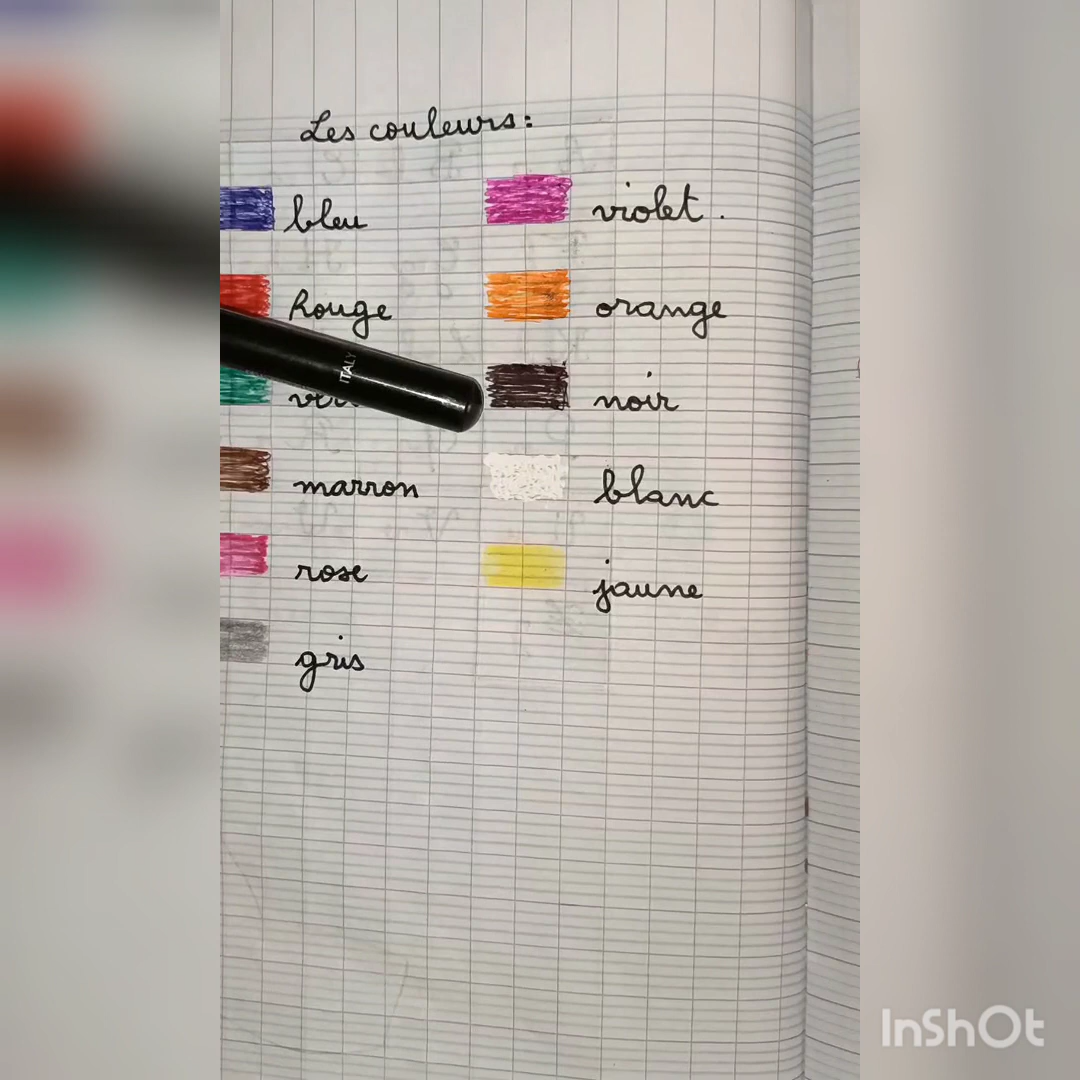 Les couleurs:
bleu
violet.
Rouge
orange
ITALY
noir
marron
blanc
rose
jaune
gris
InShOt